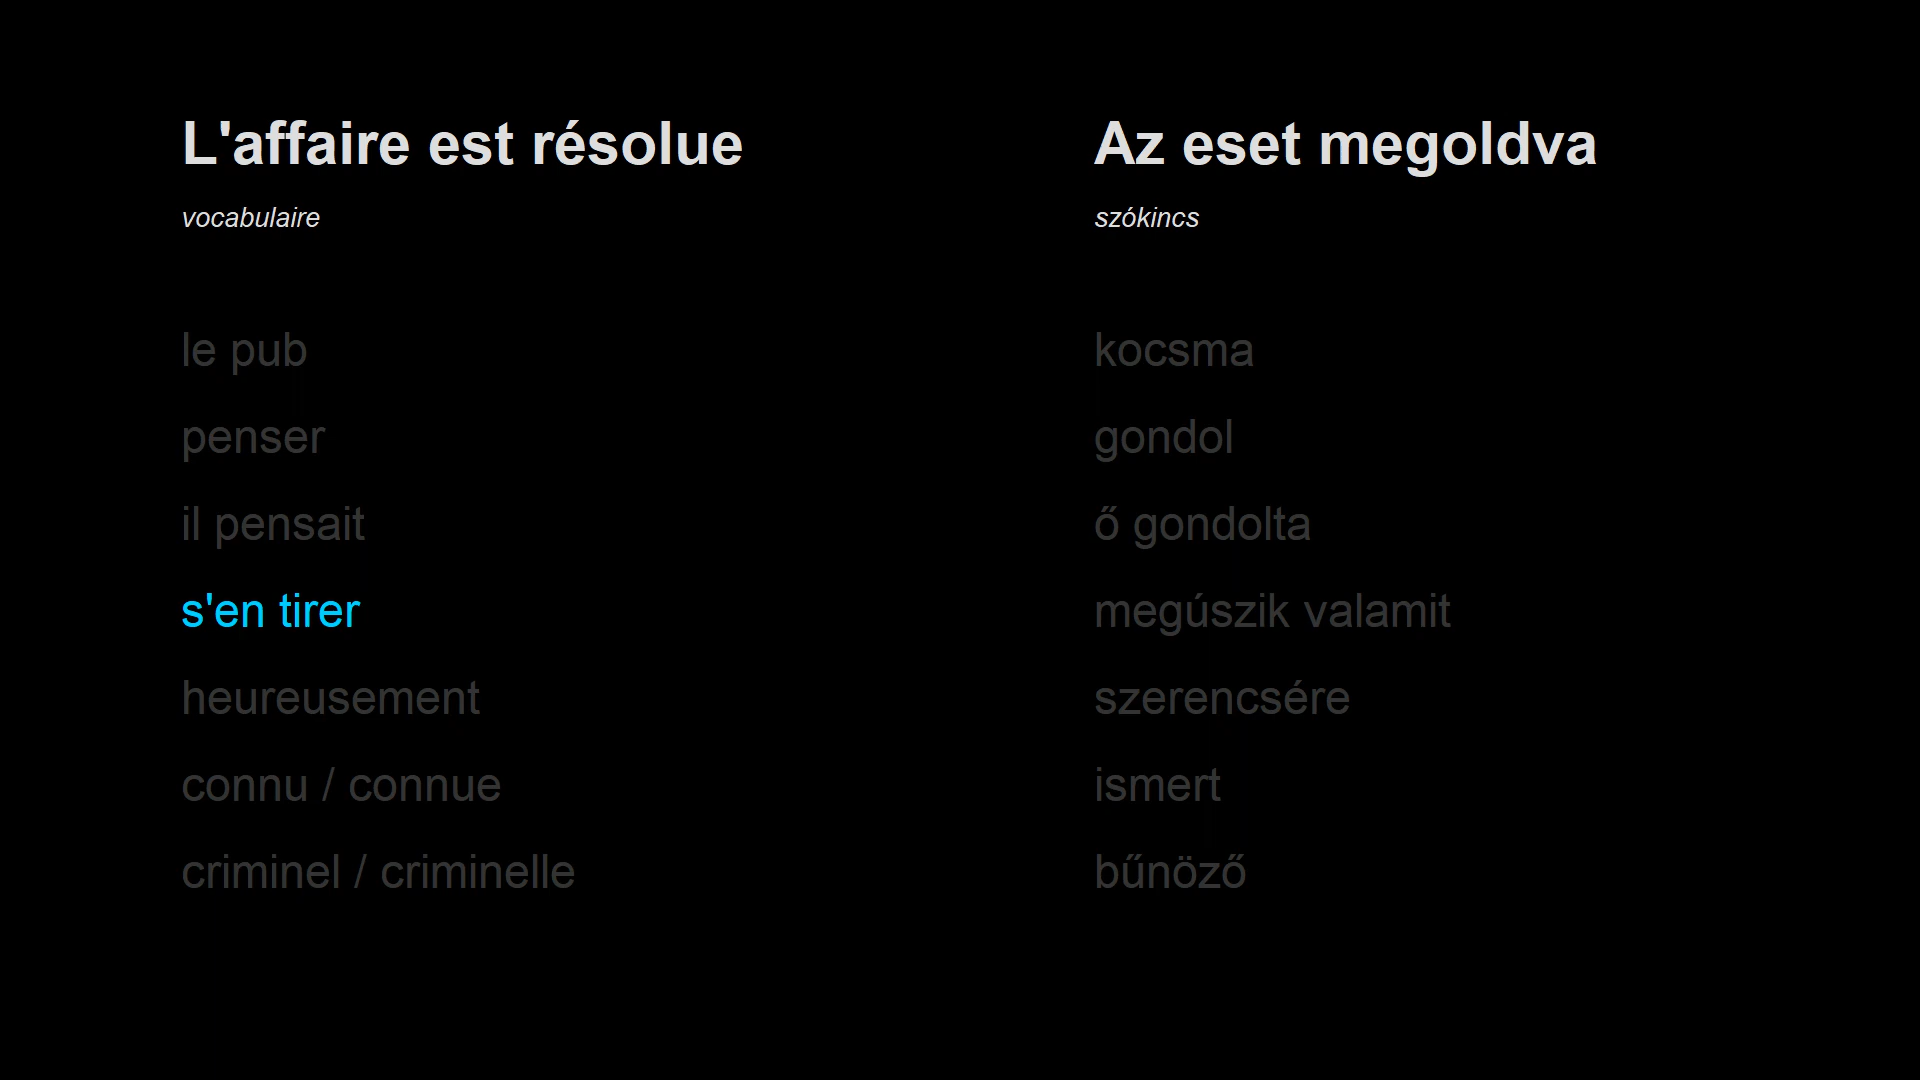 L'affaire est résolue
vocabulaire
le pub
penser
il pensait
s'en tirer
heureusement
connu / connue
criminel / criminelle
Az eset megoldva
szókincs
kocsma
gondol
ő gondolta
megúszik valamit
szerencsére
ismert
bűnöző